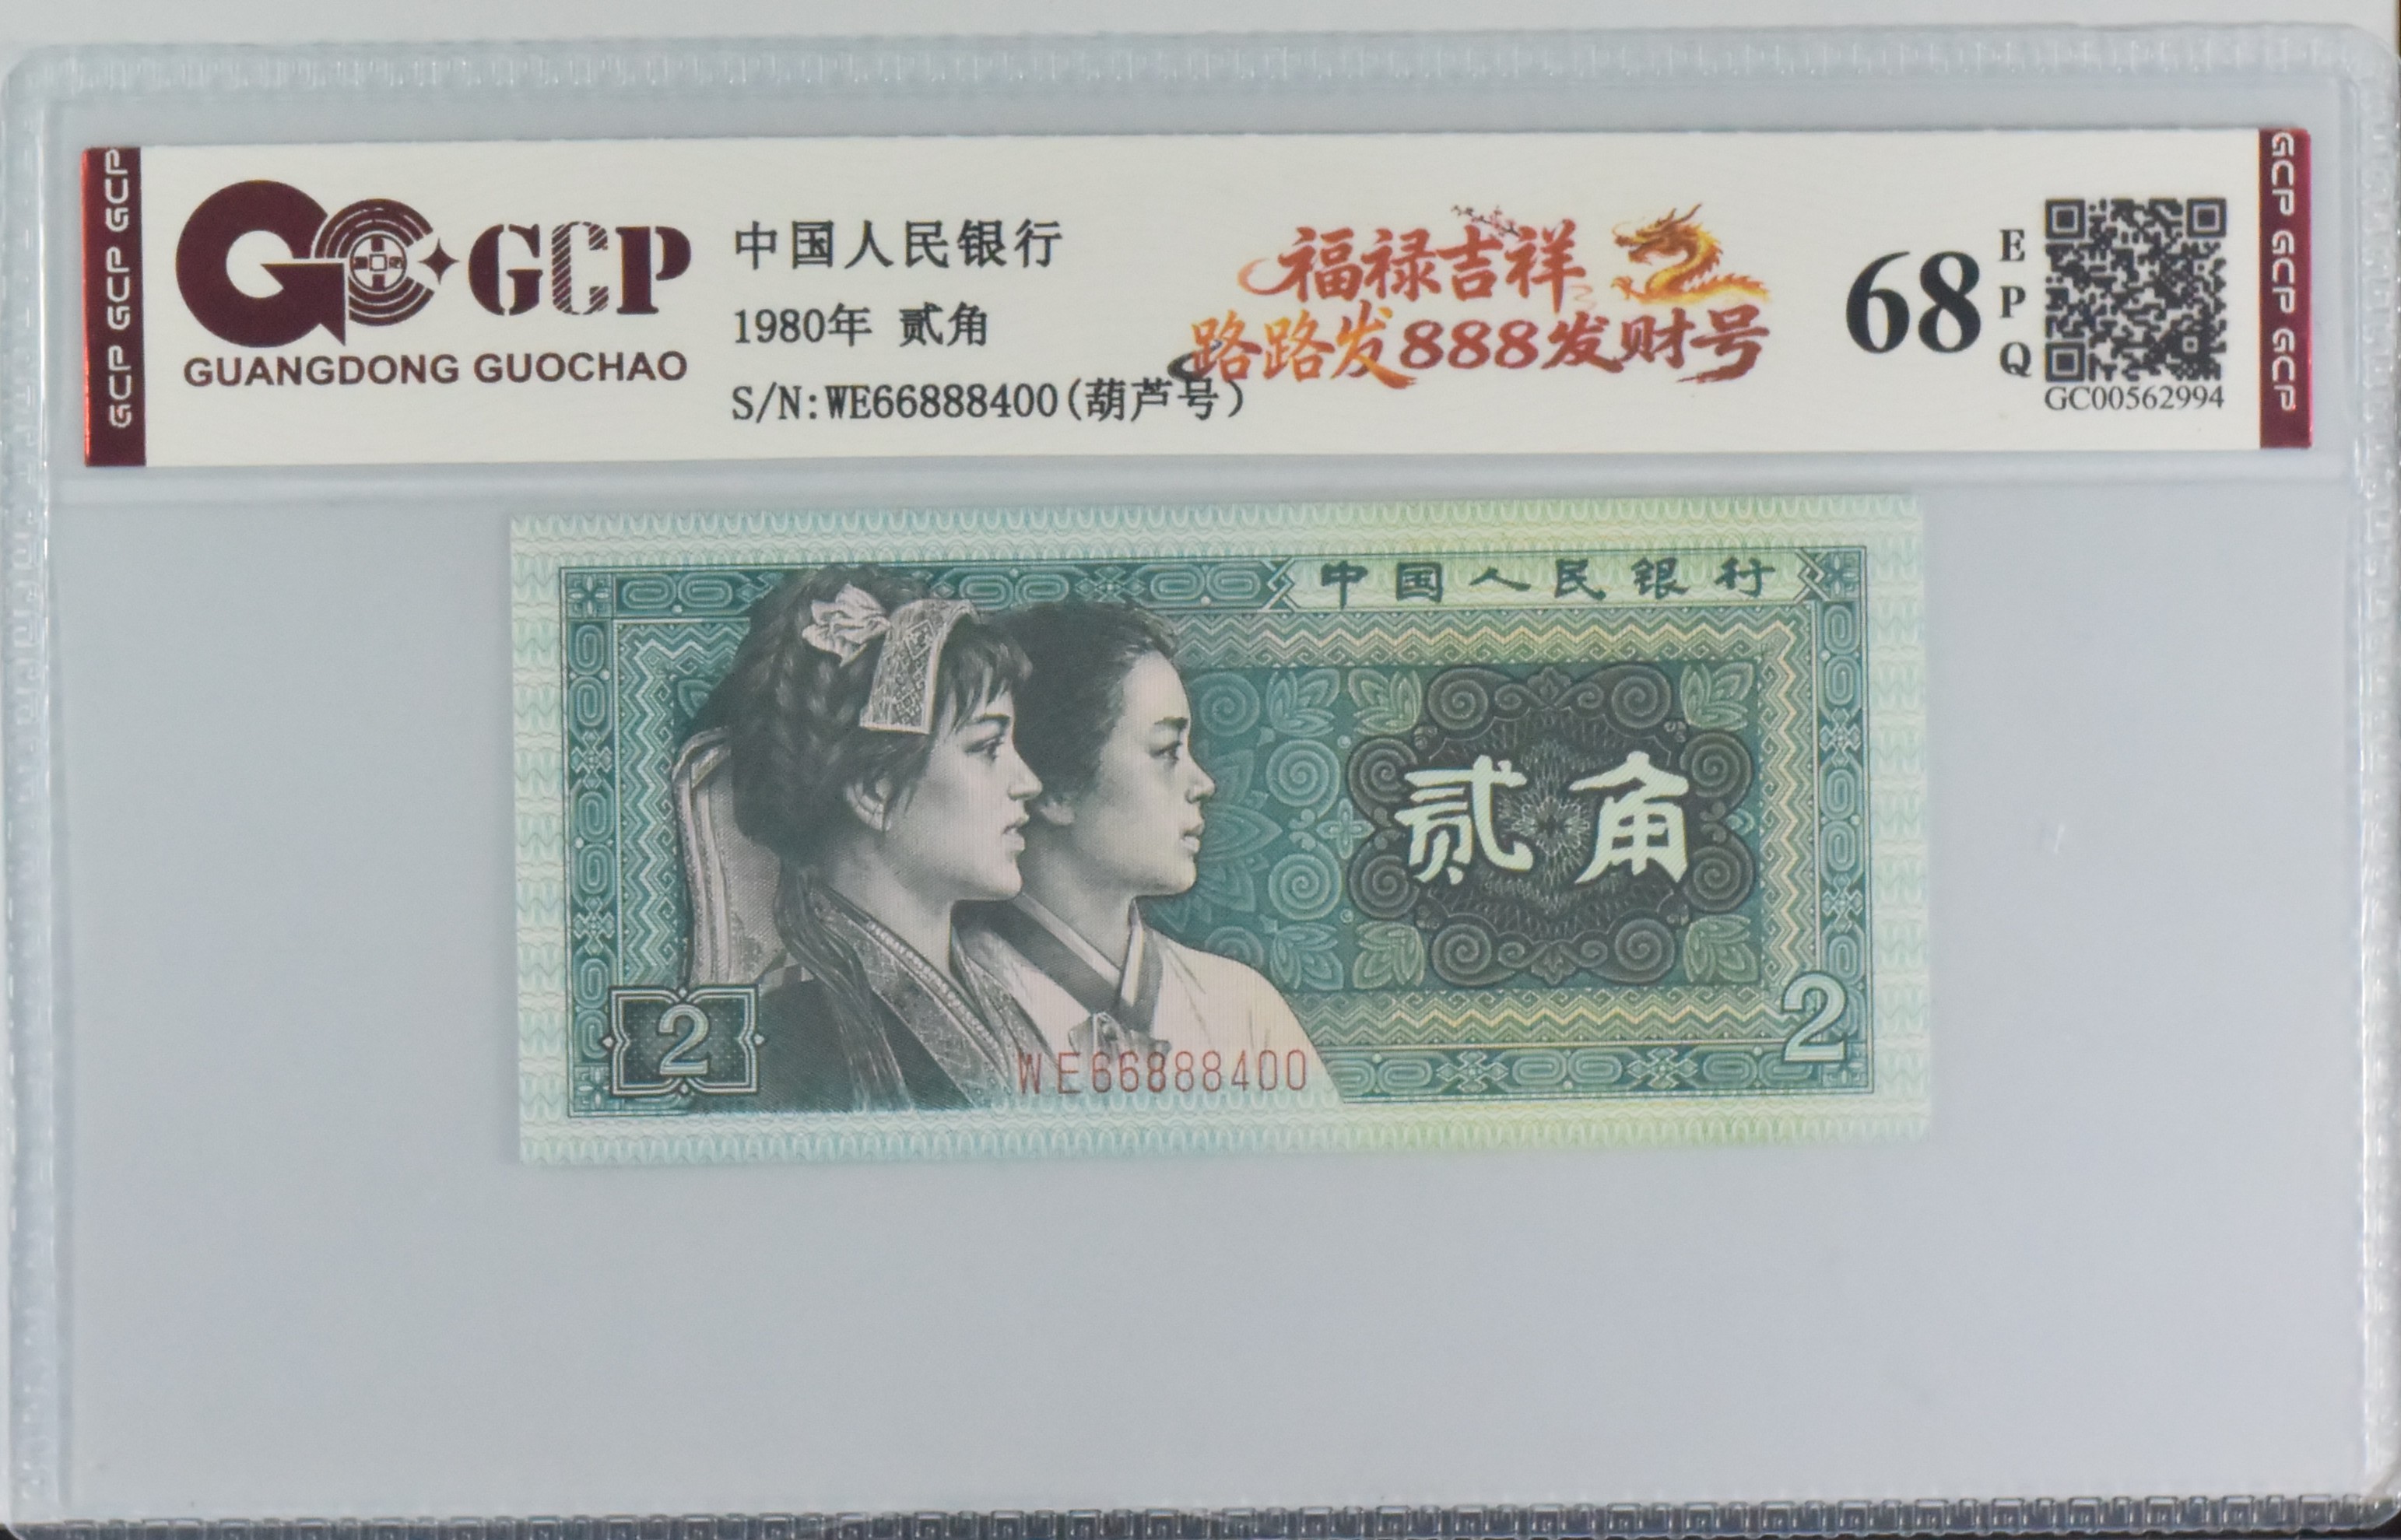 GCP GCP GCP
GCP
GUANGDONG GUOCHAO
中国人民银行
1980年 贰角
S/N:WE66888400(葫芦号)
福禄吉祥
路路发888发财号
68
EPQ
GC00562994
GCP GCP GCP
中国人民银行
贰角
2
2
WE66888400